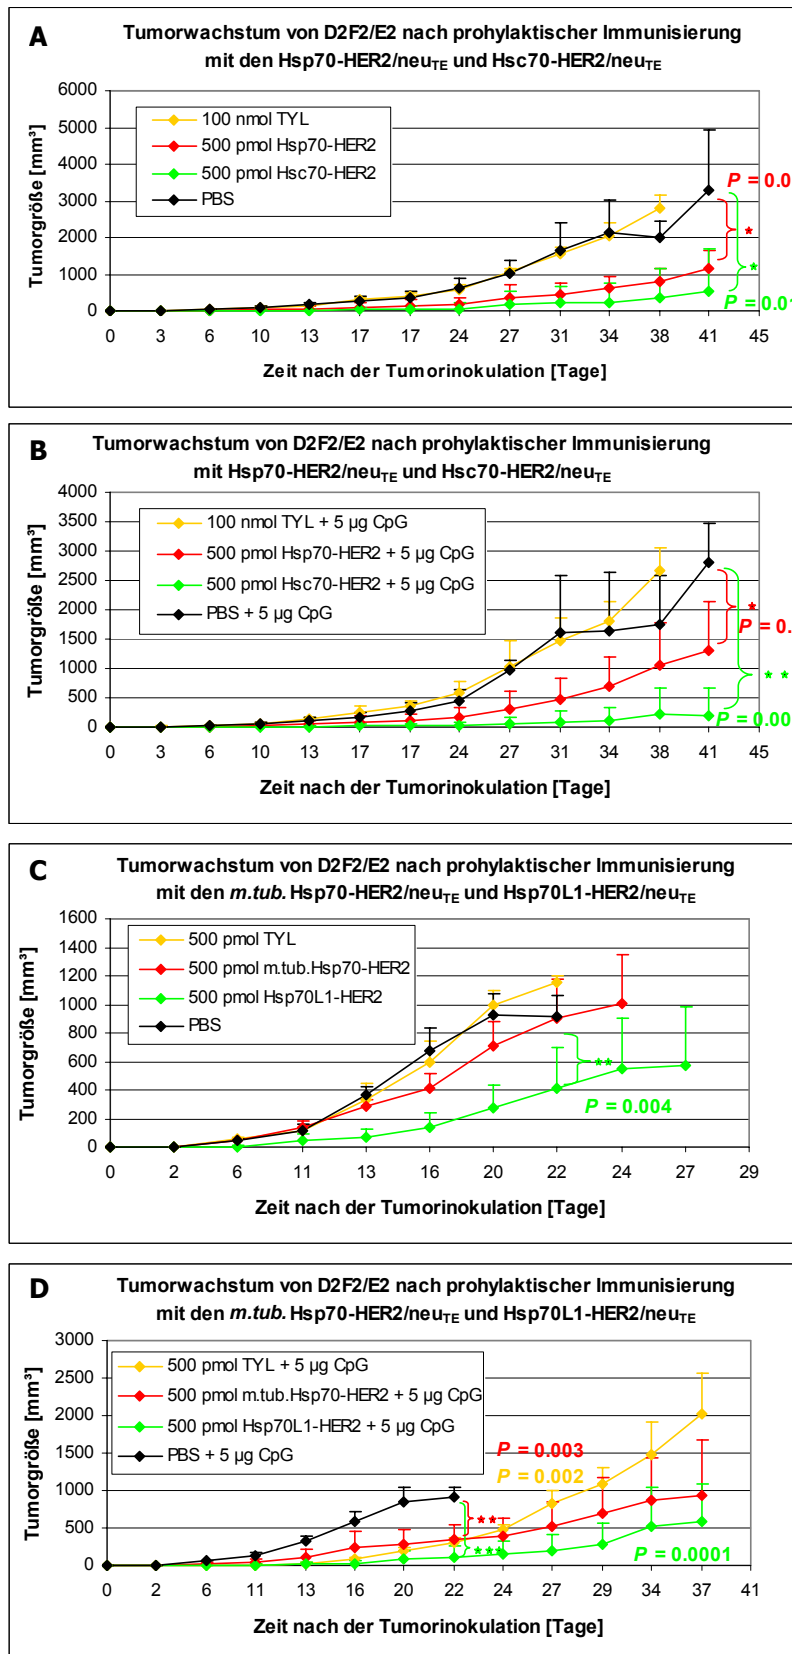 A
Tumorwachstum von D2F2/E2 nach prohylaktischer Immunisierung
mit den Hsp70-HER2/neuTE und Hsc70-HER2/neuTE
6000
5000
4000
3000
2000
1000
0
Tumorgröße [mm³]
100 nmol TYL
500 pmol Hsp70-HER2
500 pmol Hsc70-HER2
PBS
P = 0.0
*
*
P = 0.01
0 3 6 10 13 17 17 24 27 31 34 38 41 45
Zeit nach der Tumorinokulation [Tage]
B
Tumorwachstum von D2F2/E2 nach prohylaktischer Immunisierung
mit Hsp70-HER2/neuTE und Hsc70-HER2/neuTE
4000
3500
3000
2500
2000
1500
1000
500
0
Tumorgröße [mm³]
100 nmol TYL + 5 µg CpG
500 pmol Hsp70-HER2 + 5 µg CpG
500 pmol Hsc70-HER2 + 5 µg CpG
PBS + 5 µg CpG
*
P = 0.
* *
P = 0.00
0 3 6 10 13 17 17 24 27 31 34 38 41 45
Zeit nach der Tumorinokulation [Tage]
C
Tumorwachstum von D2F2/E2 nach prohylaktischer Immunisierung
mit den m.tub. Hsp70-HER2/neuTE und Hsp70L1-HER2/neuTE
1600
1400
1200
1000
800
600
400
200
0
Tumorgröße [mm³]
500 pmol TYL
500 pmol m.tub.Hsp70-HER2
500 pmol Hsp70L1-HER2
PBS
**
P = 0.004
0 2 6 11 13 16 20 22 24 27 29
Zeit nach der Tumorinokulation [Tage]
D
Tumorwachstum von D2F2/E2 nach prohylaktischer Immunisierung
mit den m.tub. Hsp70-HER2/neuTE und Hsp70L1-HER2/neuTE
3000
2500
2000
1500
1000
500
0
Tumorgröße [mm³]
500 pmol TYL + 5 µg CpG
500 pmol m.tub.Hsp70-HER2 + 5 µg CpG
500 pmol Hsp70L1-HER2 + 5 µg CpG
PBS + 5 µg CpG
P = 0.003
P = 0.002
**
***
P = 0.0001
0 2 6 11 13 16 20 22 24 27 29 34 37 41
Zeit nach der Tumorinokulation [Tage]